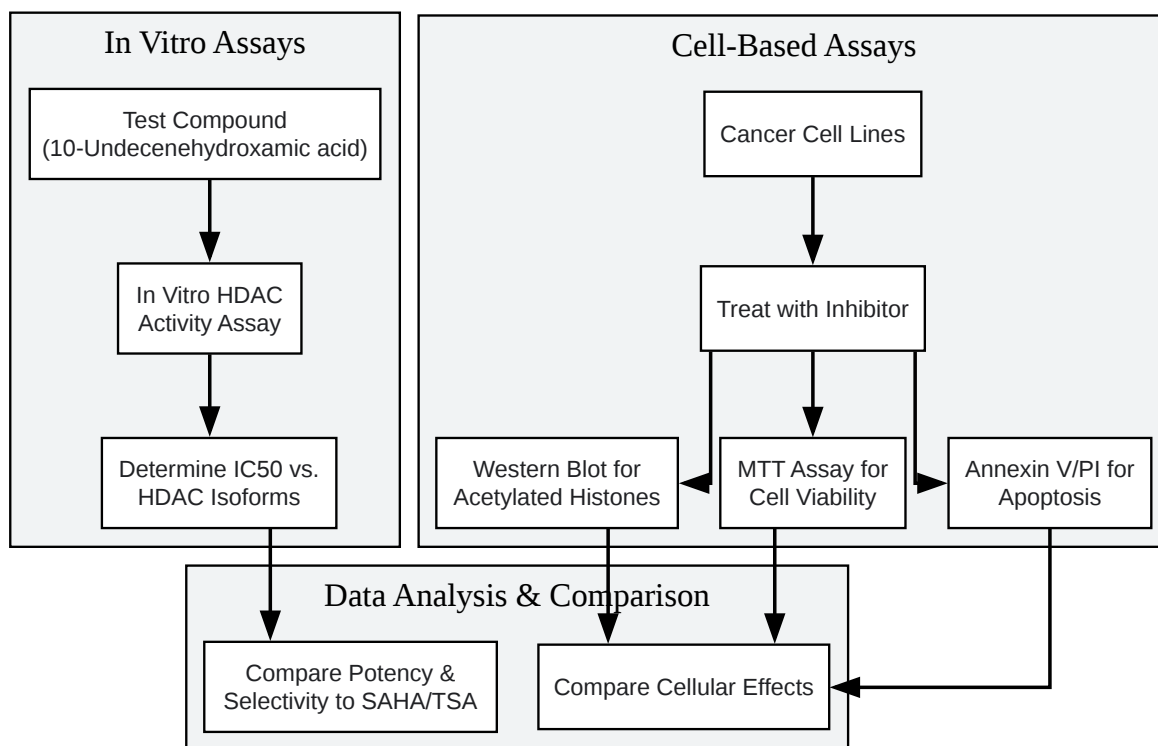 In Vitro Assays
Test Compound
(10-Undecenehydroxamic acid)
In Vitro HDAC
Activity Assay
Determine IC50 vs.
HDAC Isoforms
Cell-Based Assays
Cancer Cell Lines
Treat with Inhibitor
Western Blot for
Acetylated Histones
MTT Assay for
Cell Viability
Annexin V/PI for
Apoptosis
Data Analysis & Comparison
Compare Potency &
Selectivity to SAHA/TSA
Compare Cellular Effects